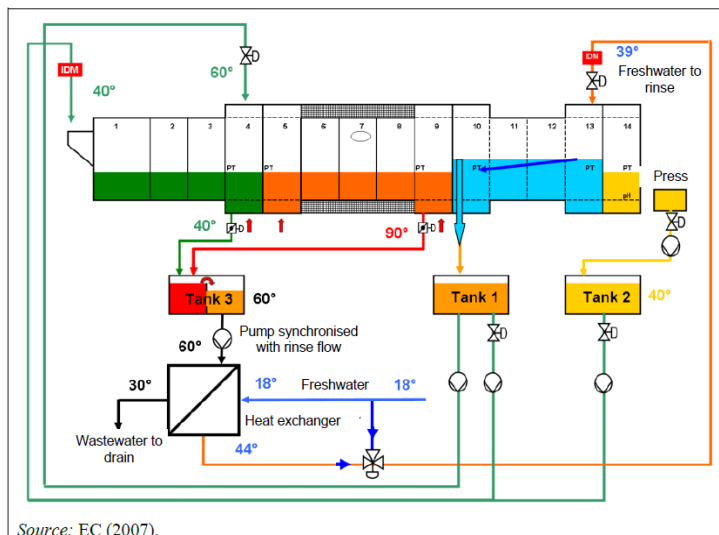 39°
IDM
IDM
60°
Freshwater to
rinse
40°
1 2 3 4 5 6 7 8 9 10 11 12 13 14
Press
PT PT PT PT PT PT
pH
40°
90°
Tank 3
60°
Tank 1
Tank 2
40°
Pump synchronised
with rinse flow
60°
30°
18°
Freshwater
18°
Heat exchanger
Wastewater to
drain
44°
Source: EC (2007).